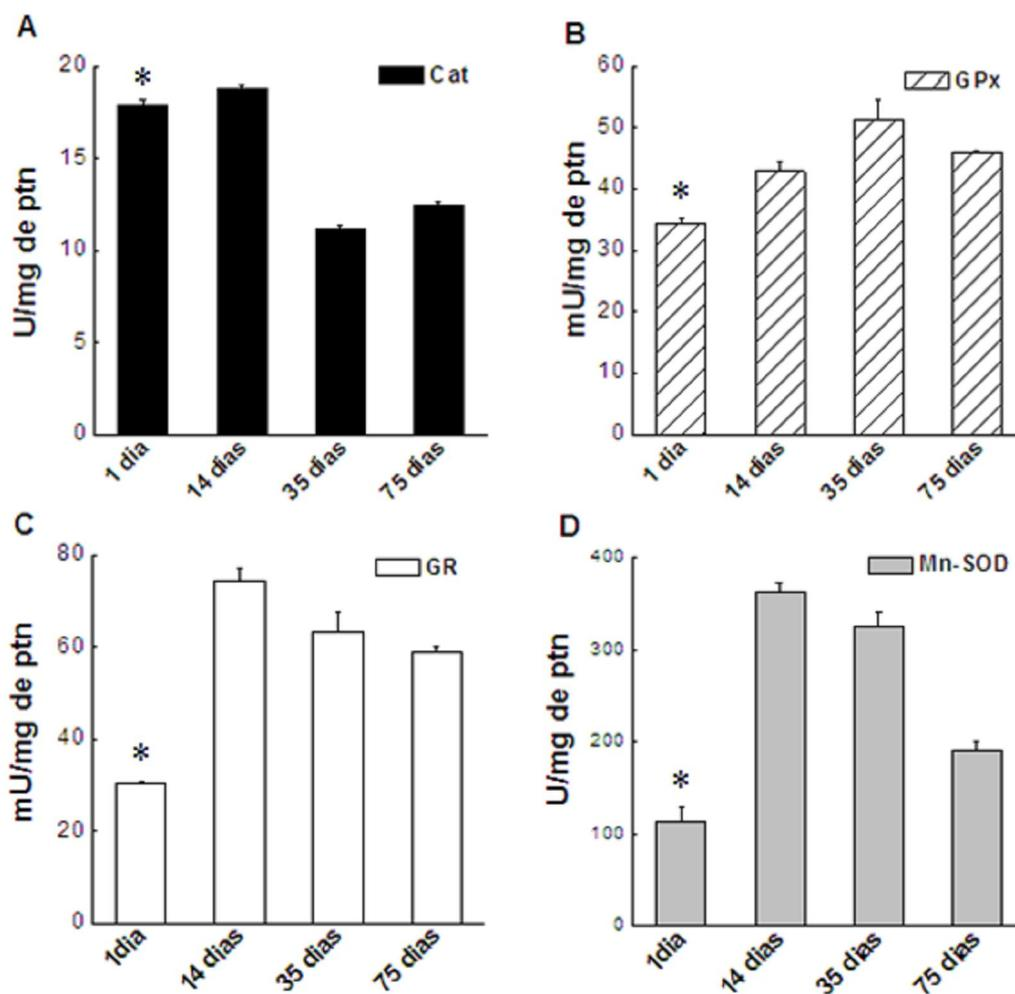 A
20
15
10
5
0
U/mg de ptn
*
Cat
1 dia
14 dias
35 dias
75 dias
B
60
50
40
30
20
10
0
mU/mg de ptn
*
GPx
1 dia
14 dias
35 dias
75 dias
C
80
60
40
20
0
mU/mg de ptn
*
GR
1dia
14 dias
35 dias
75 dias
D
400
300
200
100
0
U/mg de ptn
*
Mn-SOD
1dia
14 dias
35 dias
75 dias